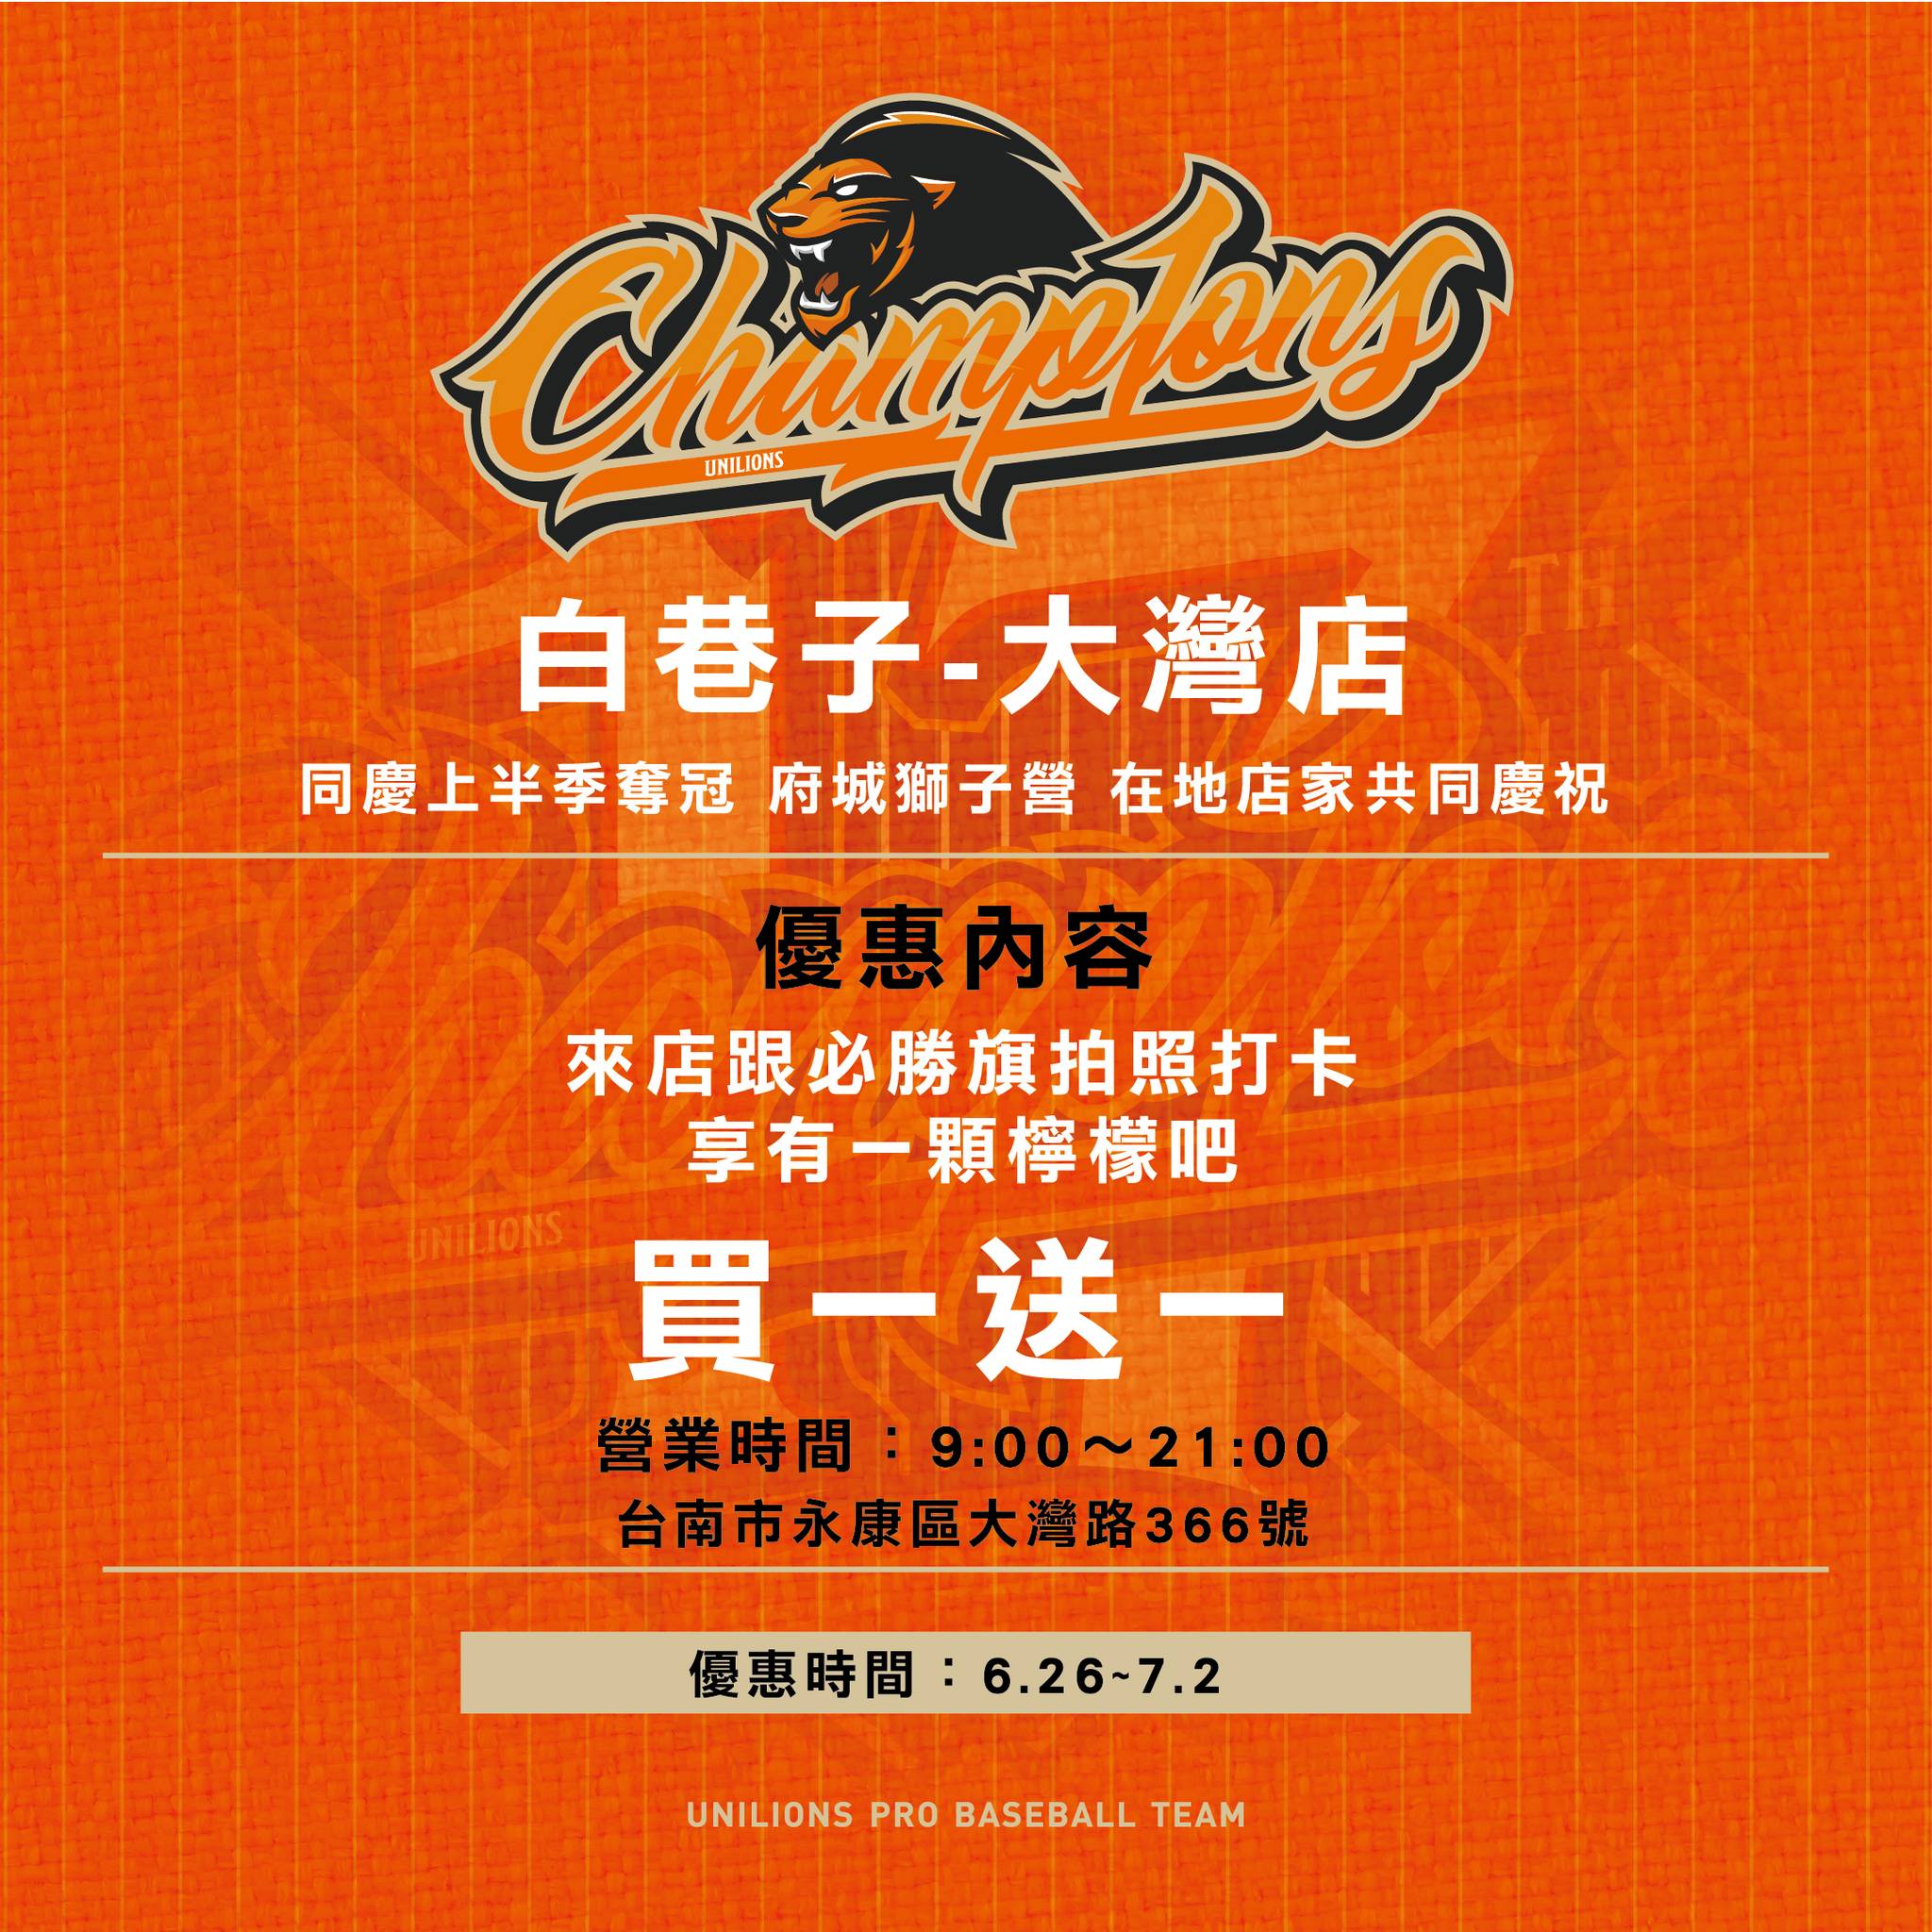 Champ1ons
UNILIONS
白巷子-大灣店
同慶上半季奪冠 府城獅子營 在地店家共同慶祝
TH
優惠內容
來店跟必勝旗拍照打卡
享有一顆檸檬吧
UNILIONS
買一送一
營業時間：9:00～21:00
台南市永康區大灣路366號
優惠時間：6.26~7.2
UNILIONS PRO BASEBALL TEAM